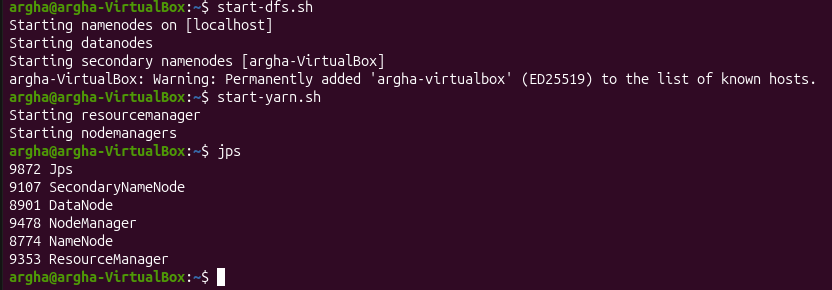 argha@argha-VirtualBox:~$ start-dfs.sh
Starting namenodes on [localhost]
Starting datanodes
Starting secondary namenodes [argha-VirtualBox]
argha-VirtualBox: Warning: Permanently added 'argha-virtualbox' (ED25519) to the list of known hosts.
argha@argha-VirtualBox:~$ start-yarn.sh
Starting resourcemanager
Starting nodemanagers
argha@argha-VirtualBox:~$ jps
9872 Jps
9107 SecondaryNameNode
8901 DataNode
9478 NodeManager
8774 NameNode
9353 ResourceManager
argha@argha-VirtualBox:~$